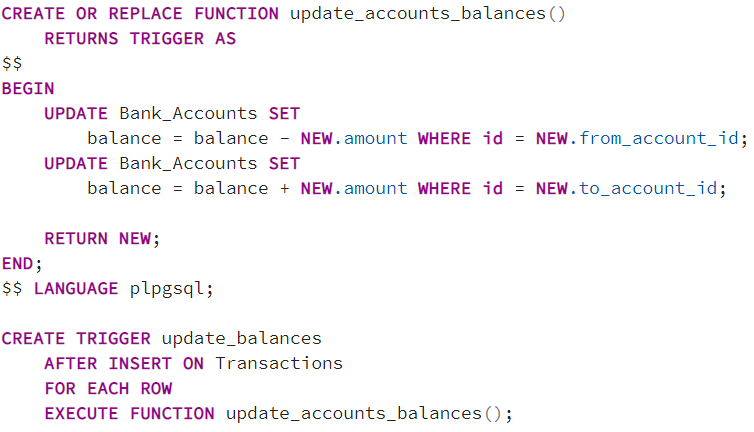 CREATE OR REPLACE FUNCTION update_accounts_balances()
    RETURNS TRIGGER AS
$$
BEGIN
    UPDATE Bank_Accounts SET
        balance = balance - NEW.amount WHERE id = NEW.from_account_id;
    UPDATE Bank_Accounts SET
        balance = balance + NEW.amount WHERE id = NEW.to_account_id;

    RETURN NEW;
END;
$$ LANGUAGE plpgsql;

CREATE TRIGGER update_balances
    AFTER INSERT ON Transactions
    FOR EACH ROW
    EXECUTE FUNCTION update_accounts_balances();